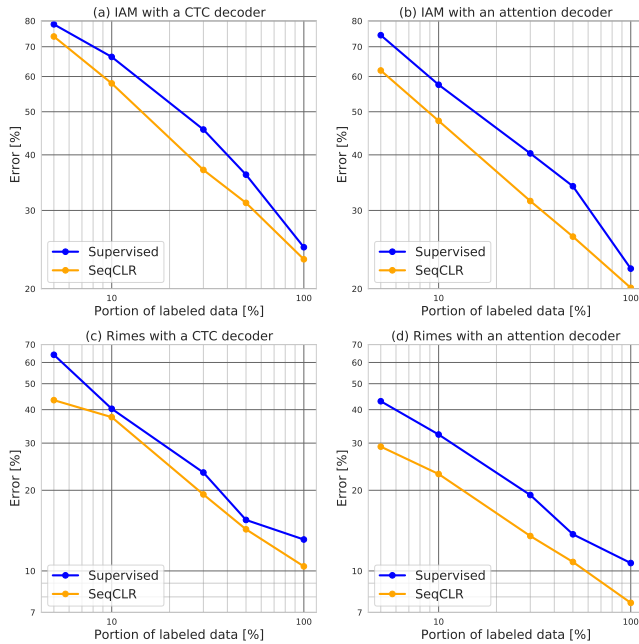 (a) IAM with a CTC decoder
80
70
60
50
40
30
20
Error [%]
Supervised
SeqCLR
10
100
Portion of labeled data [%]
(b) IAM with an attention decoder
80
70
60
50
40
30
20
Error [%]
Supervised
SeqCLR
10
100
Portion of labeled data [%]
(c) Rimes with a CTC decoder
70
60
50
40
30
20
10
7
Error [%]
Supervised
SeqCLR
10
100
Portion of labeled data [%]
(d) Rimes with an attention decoder
70
60
50
40
30
20
10
7
Error [%]
Supervised
SeqCLR
10
100
Portion of labeled data [%]